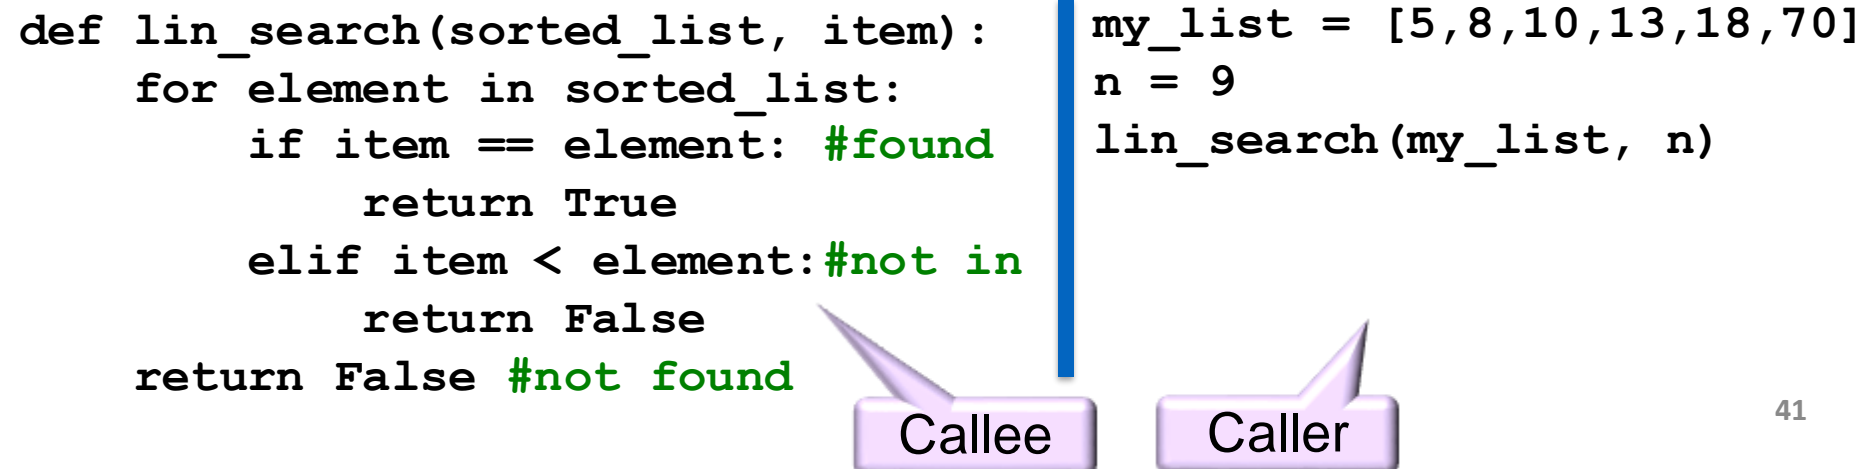 def lin_search(sorted_list, item):
    for element in sorted_list:
        if item == element: #found
            return True
        elif item < element:#not in
            return False
    return False #not found
my_list = [5,8,10,13,18,70]
n = 9
lin_search(my_list, n)
Callee
Caller
41